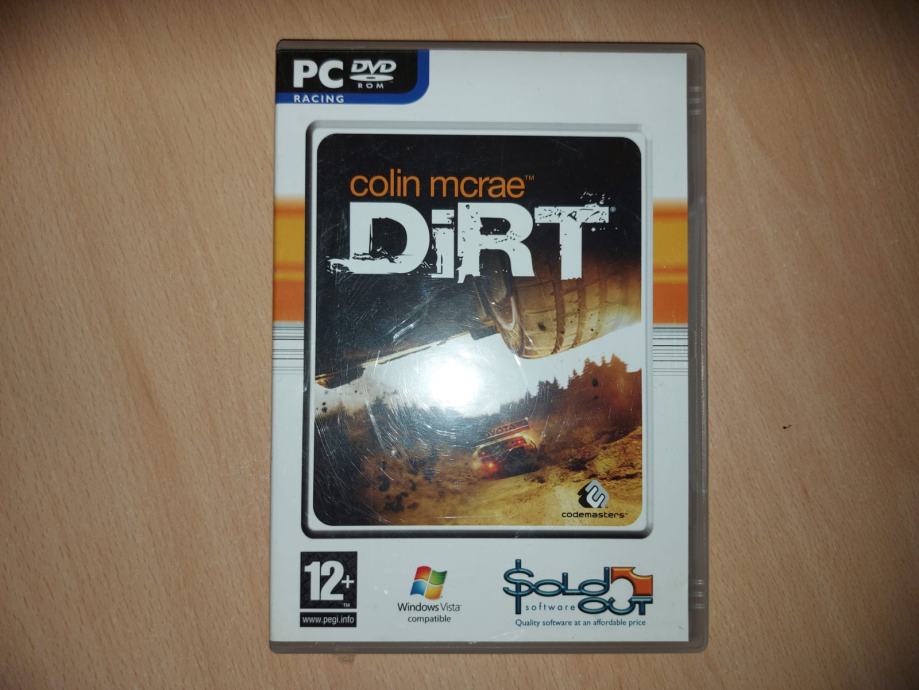 PC DVD
ROM
RACING
colin mcrae™
DiRT
codemasters
12+
www.pegi.info
Windows Vista
compatible
Sold Out
software
Quality software at an affordable price